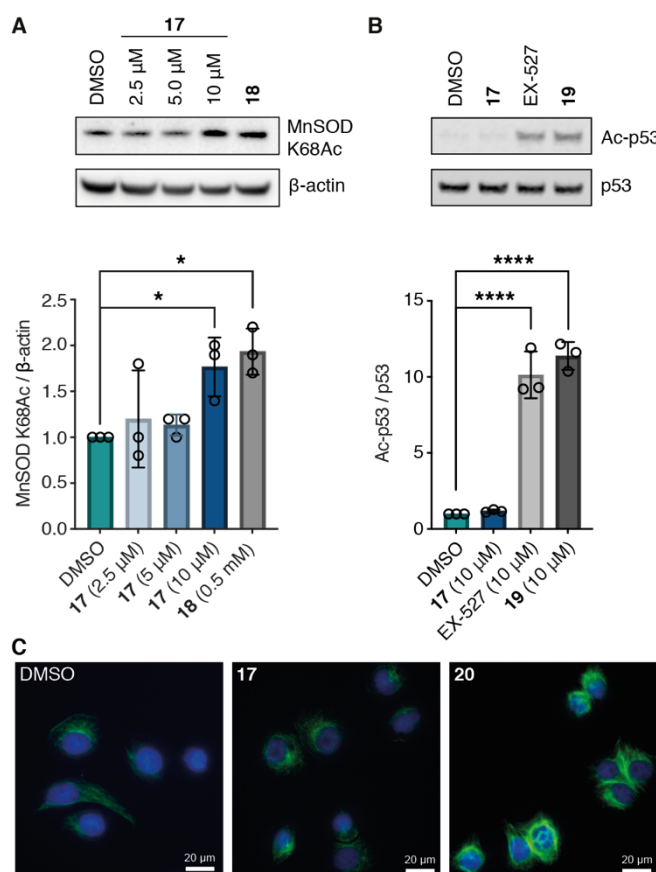 A
17
DMSO
2.5 µM
5.0 µM
10 µM
18
MnSOD
K68Ac
β-actin
*
*
2.5
2.0
1.5
1.0
0.5
0.0
MnSOD K68Ac / β-actin
DMSO
17 (2.5 µM)
17 (5 µM)
17 (10 µM)
18 (0.5 mM)
B
DMSO
17
EX-527
19
Ac-p53
p53
****
****
15
10
5
0
Ac-p53 / p53
DMSO
17 (10 µM)
EX-527 (10 µM)
19 (10 µM)
C
DMSO
20 µm
17
20 µm
20
20 µm